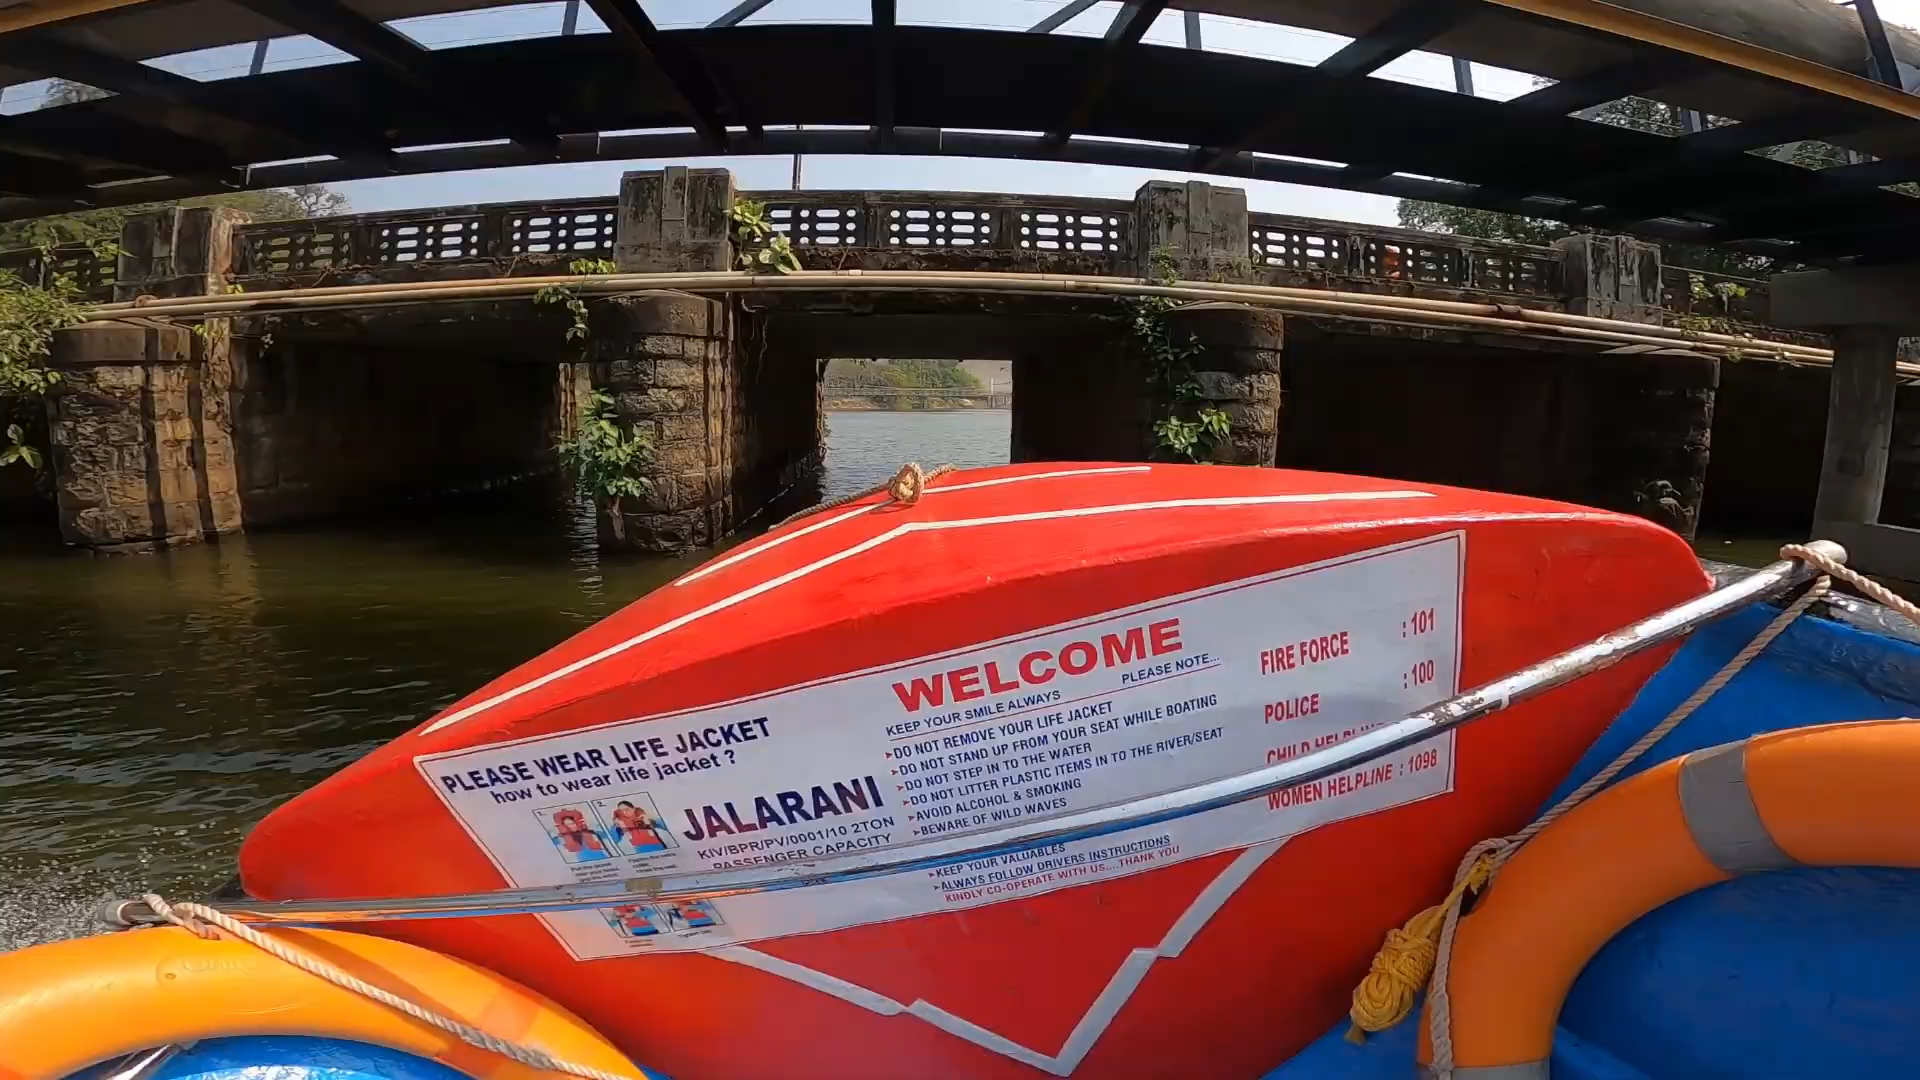 PLEASE WEAR LIFE JACKET
how to wear life jacket ?
JALARANI
KIV/BPR/PV/0001/10 2TON
PASSENGER CAPACITY
WELCOME
KEEP YOUR SMILE ALWAYS
PLEASE NOTE...
➤DO NOT REMOVE YOUR LIFE JACKET
➤DO NOT STAND UP FROM YOUR SEAT WHILE BOATING
➤DO NOT STEP IN TO THE WATER
➤DO NOT LITTER PLASTIC ITEMS IN TO THE RIVER/SEAT
➤AVOID ALCOHOL & SMOKING
➤BEWARE OF WILD WAVES
➤KEEP YOUR VALUABLES
➤ALWAYS FOLLOW DRIVERS INSTRUCTIONS
KINDLY CO-OPERATE WITH US....THANK YOU
FIRE FORCE : 101
POLICE : 100
CHILD HELPLINE
WOMEN HELPLINE : 1098